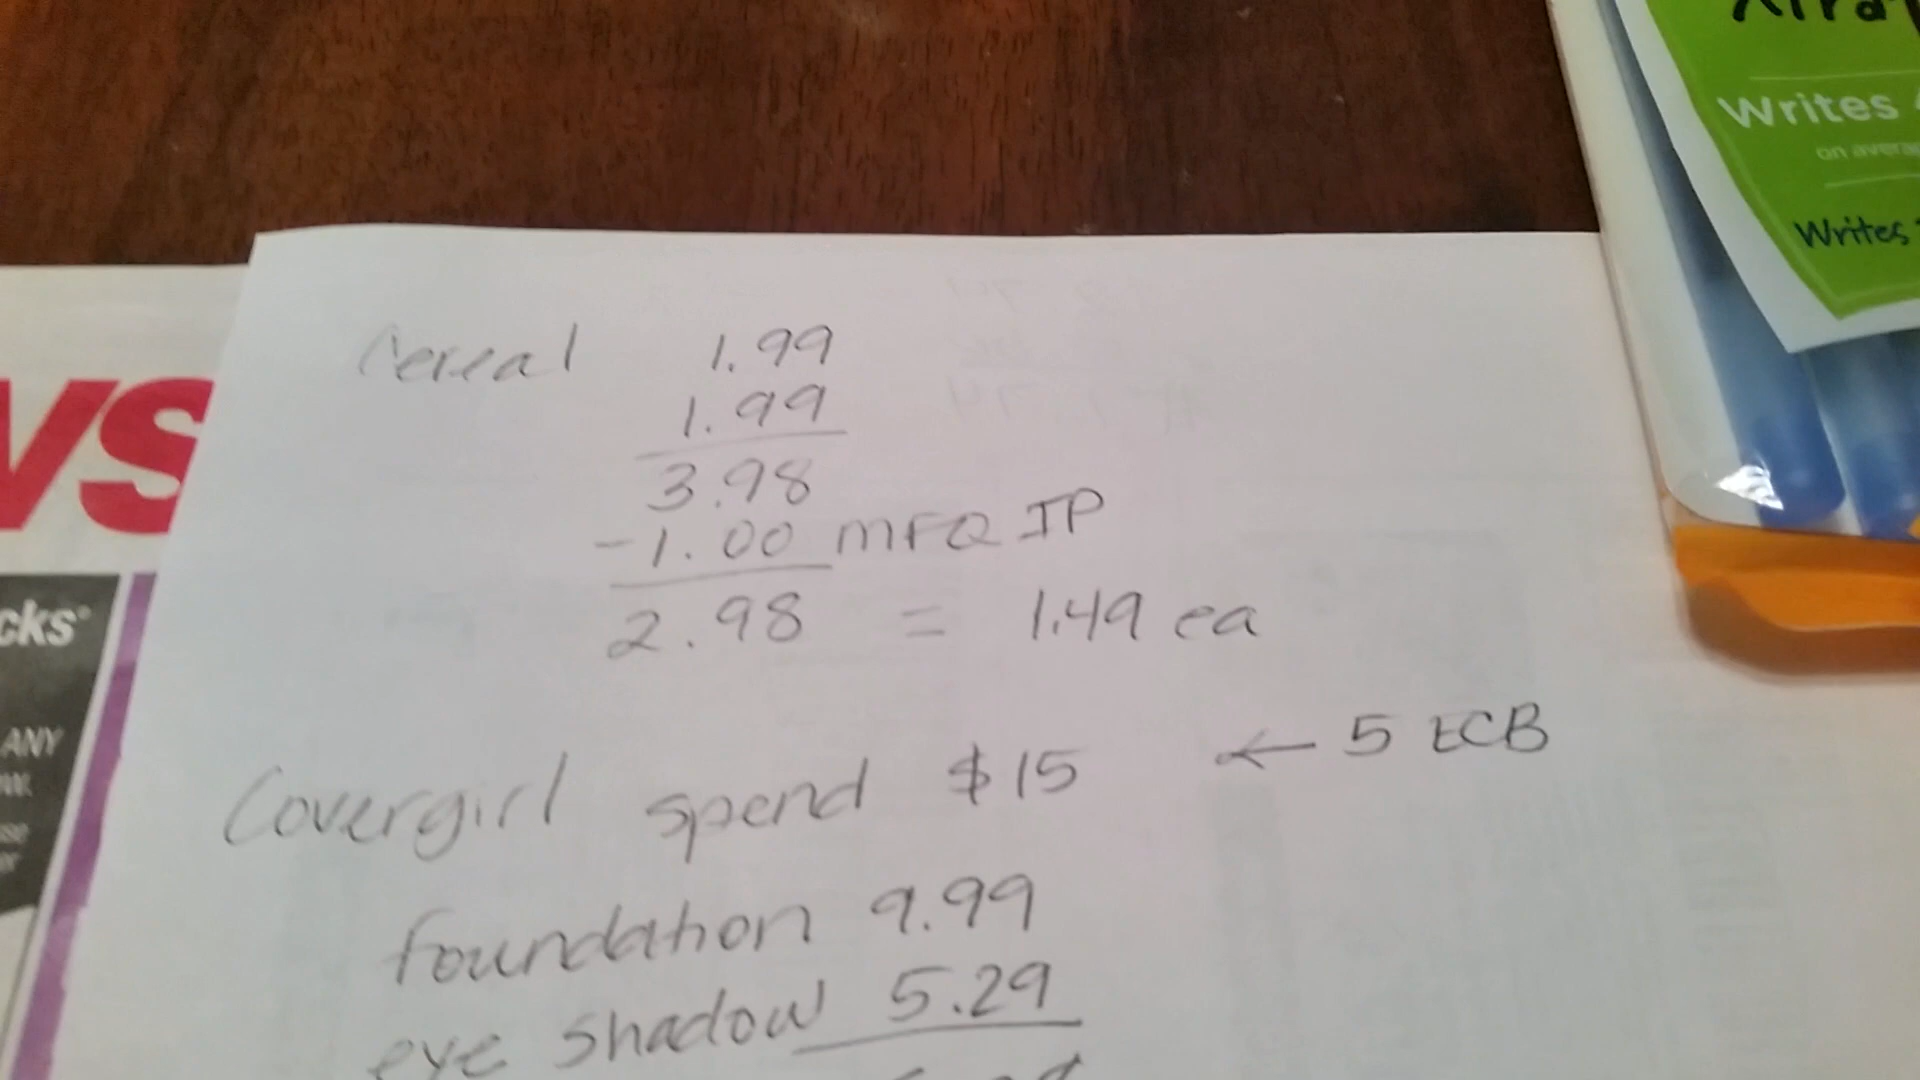 Writes
on
Writes
VS
cks
ANY
Cereal 1.99
1.99
3.98
-1.00 MFQ IP
2.98 = 1.49 ea
Covergirl spend $15 ← 5 ECB
foundation 9.99
eye shadow 5.29